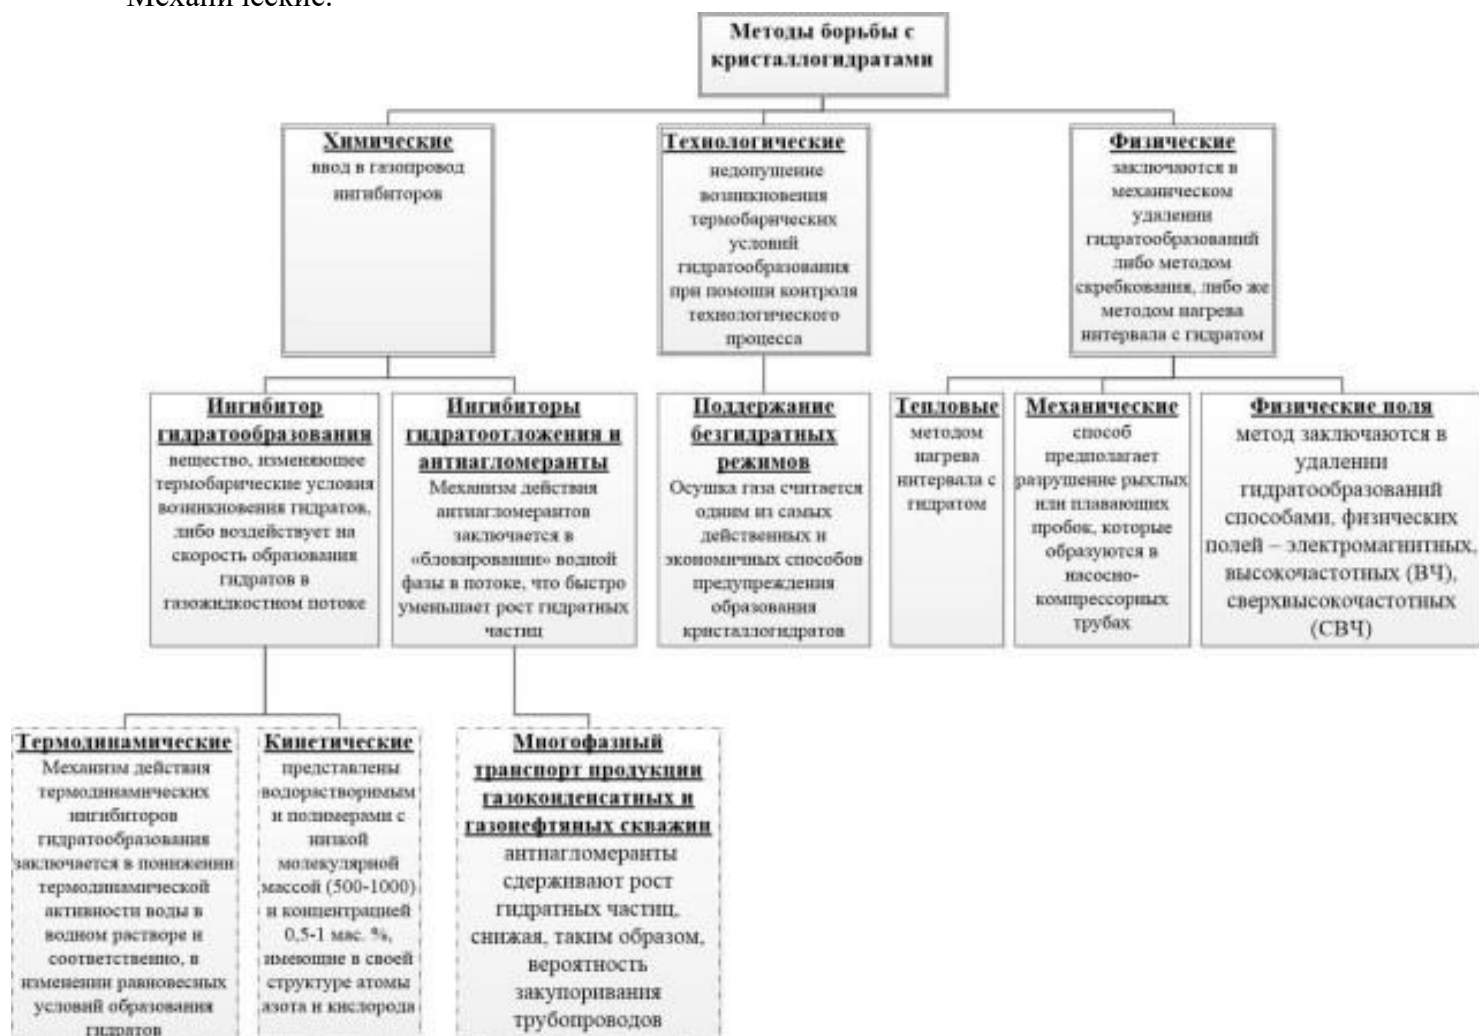 Механические.
Методы борьбы с
кристаллогидратами
Химические
ввод в газопровод
ингибиторов
Технологические
недопущение
возникновения
термобарических
условий
гидратообразования
при помощи контроля
технологического
процесса
Физические
заключаются в
механическом
удалении
гидратообразований
либо методом
скребкования, либо же
методом нагрева
интервала с гидратом
Ингибитор
гидратообразования
вещество, изменяющее
термобарические условия
возникновения гидратов,
либо воздействует на
скорость образования
гидратов в
газожидкостном потоке
Ингибиторы
гидратоотложения и
антиагломеранты
Механизм действия
антиагломерантов
заключается в
«блокировании» водной
фазы в потоке, что быстро
уменьшает рост гидратных
частиц
Поддержание
безгидратных
режимов
Осушка газа считается
одним из самых
действенных и
экономичных способов
предупреждения
образования
кристаллогидратов
Тепловые
методом
нагрева
интервала с
гидратом
Механические
способ
предполагает
разрушение рыхлых
или плавающих
пробок, которые
образуются в
насосно-
компрессорных
трубах
Физические поля
метод заключаются в
удалении
гидратообразований
способами, физических
полей – электромагнитных,
высокочастотных (ВЧ),
сверхвысокочастотных
(СВЧ)
Термодинамические
Механизм действия
термодинамических
ингибиторов
гидратообразования
заключается в понижении
термодинамической
активности воды в
водном растворе и
соответственно, в
изменении равновесных
условий образования
гидратов
Кинетические
представлены
водорастворимым
и полимерами с
низкой
молекулярной
массой (500-1000)
и концентрацией
0,5-1 мас. %,
имеющие в своей
структуре атомы
азота и кислорода
Многофазный
транспорт продукции
газоконденсатных и
газонефтяных скважин
антиагломеранты
сдерживают рост
гидратных частиц,
снижая, таким образом,
вероятность
закупоривания
трубопроводов